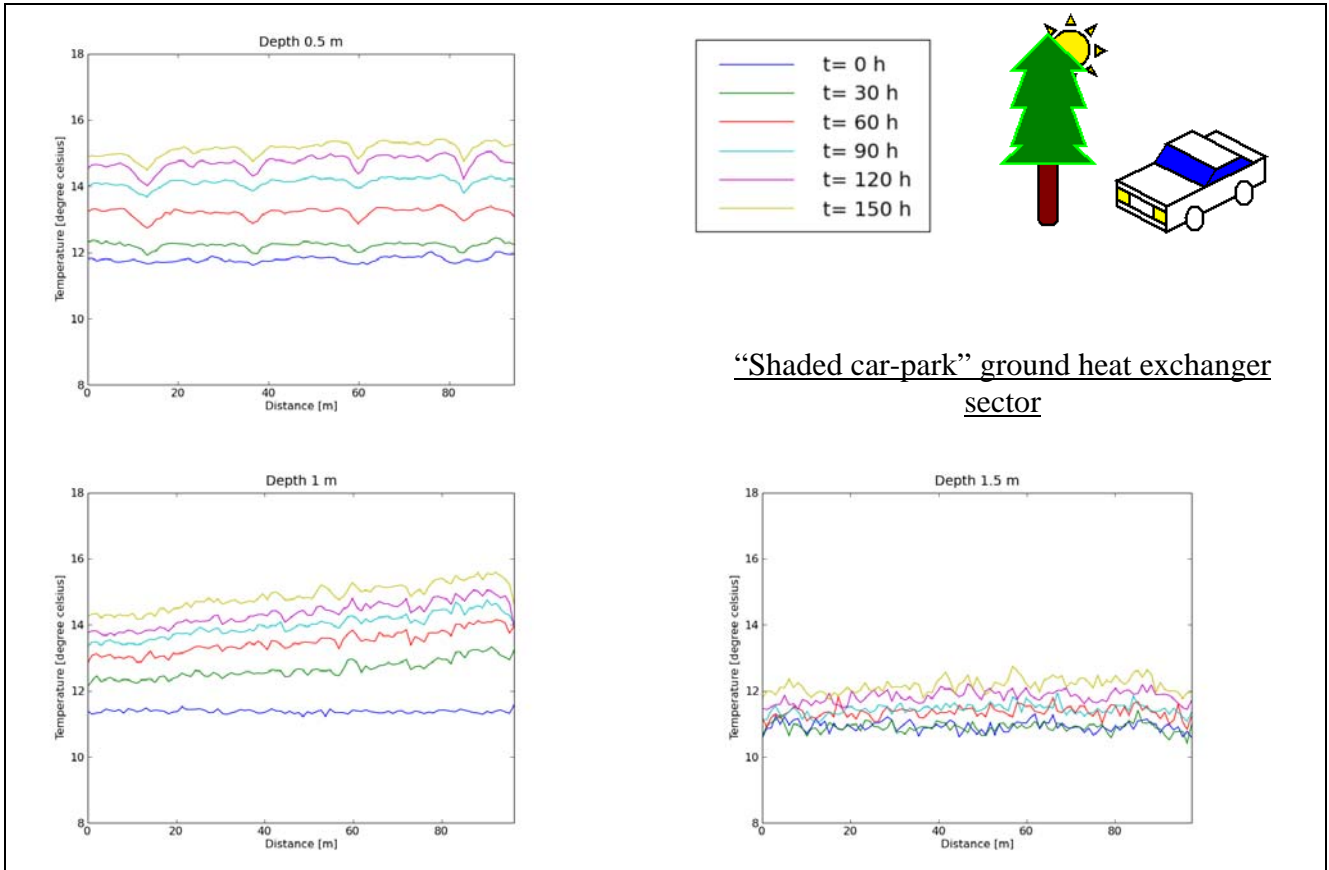 Depth 0.5 m
18
16
14
12
10
8
Temperature [degree celsius]
0 20 40 60 80
Distance [m]
t= 0 h
t= 30 h
t= 60 h
t= 90 h
t= 120 h
t= 150 h
“Shaded car-park” ground heat exchanger
sector
Depth 1 m
18
16
14
12
10
8
Temperature [degree celsius]
0 20 40 60 80
Distance [m]
Depth 1.5 m
18
16
14
12
10
8
Temperature [degree celsius]
0 20 40 60 80
Distance [m]